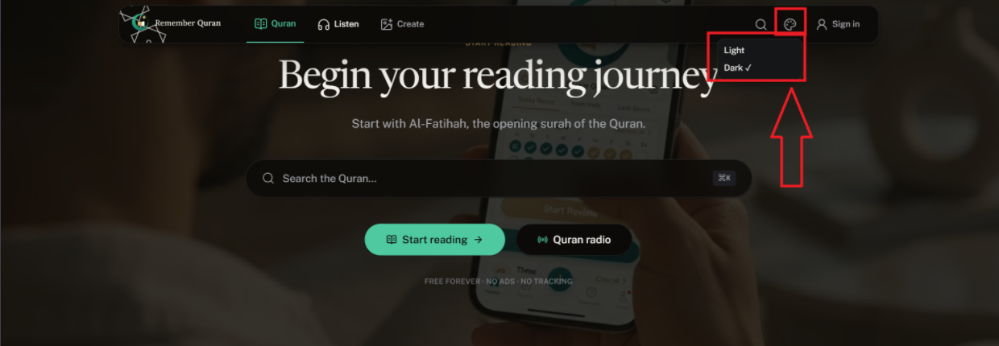 Remember Quran
Quran
Listen
Create
Sign in
Light
Dark ✓
START READING
Begin your reading journey
Start with Al-Fatihah, the opening surah of the Quran.
Search the Quran...
⌘K
Start Review
Start reading →
Quran radio
FREE FOREVER · NO ADS · NO TRACKING